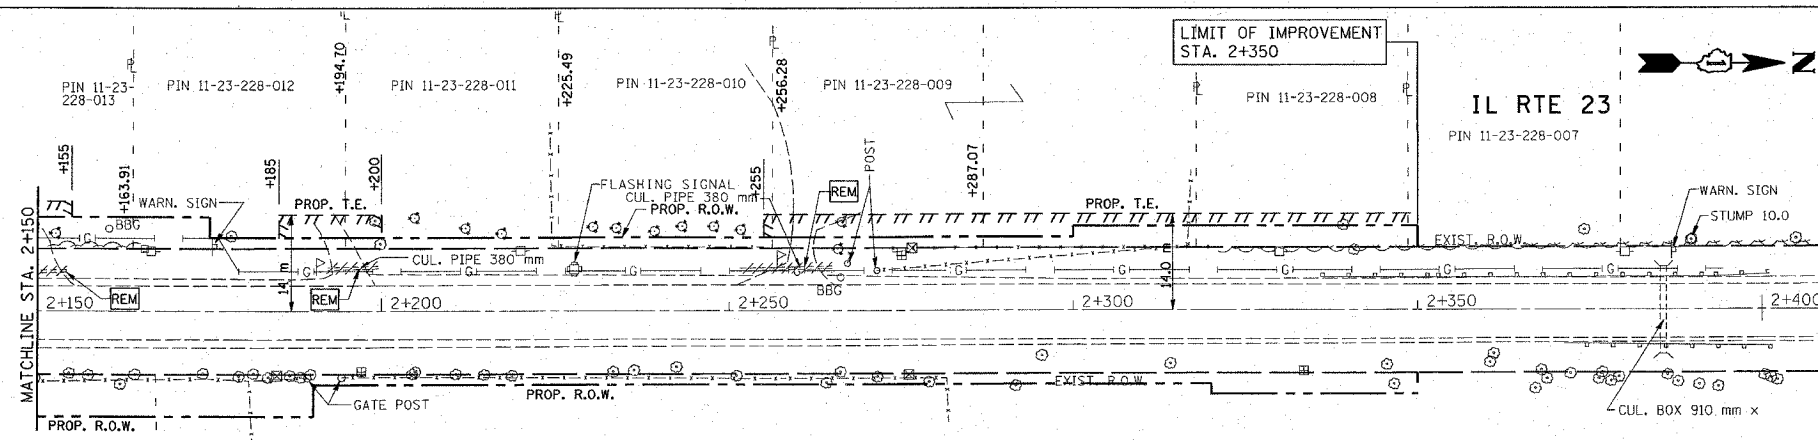 LIMIT OF IMPROVEMENT
STA. 2+350
PIN 11-23-
228-013
PIN 11-23-228-012
+194.70
PIN 11-23-228-011
+225.49
PIN 11-23-228-010
+256.28
PIN 11-23-228-009
PIN 11-23-228-008
IL RTE 23
PIN 11-23-228-007
N
+155
+163.91
+185
+200
+255
+287.07
POST
WARN. SIGN
PROP. T.E.
FLASHING SIGNAL
CUL. PIPE 380 mm
PROP. R.O.W.
REM
PROP. T.E.
WARN. SIGN
STUMP 10.0
BBG
EXIST. R.O.W.
CUL. PIPE 380 mm
G
G
G
G
G
G
G
G
G
REM
REM
14 m
BBG
14.0 m
2+150
2+200
2+250
2+300
2+350
2+400
MATCHLINE STA. 2+150
GATE POST
PROP. R.O.W.
EXIST. R.O.W.
CUL. BOX 910 mm x
PROP. R.O.W.